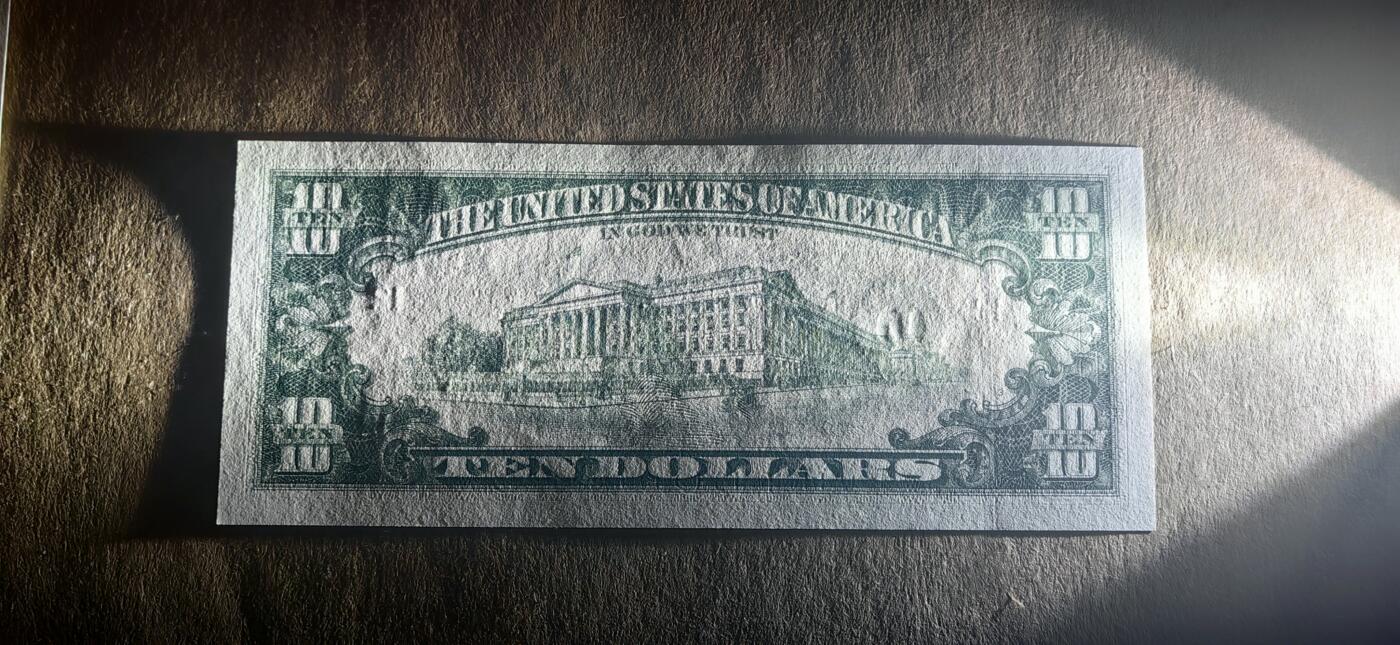 10 TEN 10
THE UNITED STATES OF AMERICA
10 TEN 10
IN GOD WE TRUST
10 TEN 10
TEN DOLLARS
10 TEN 10